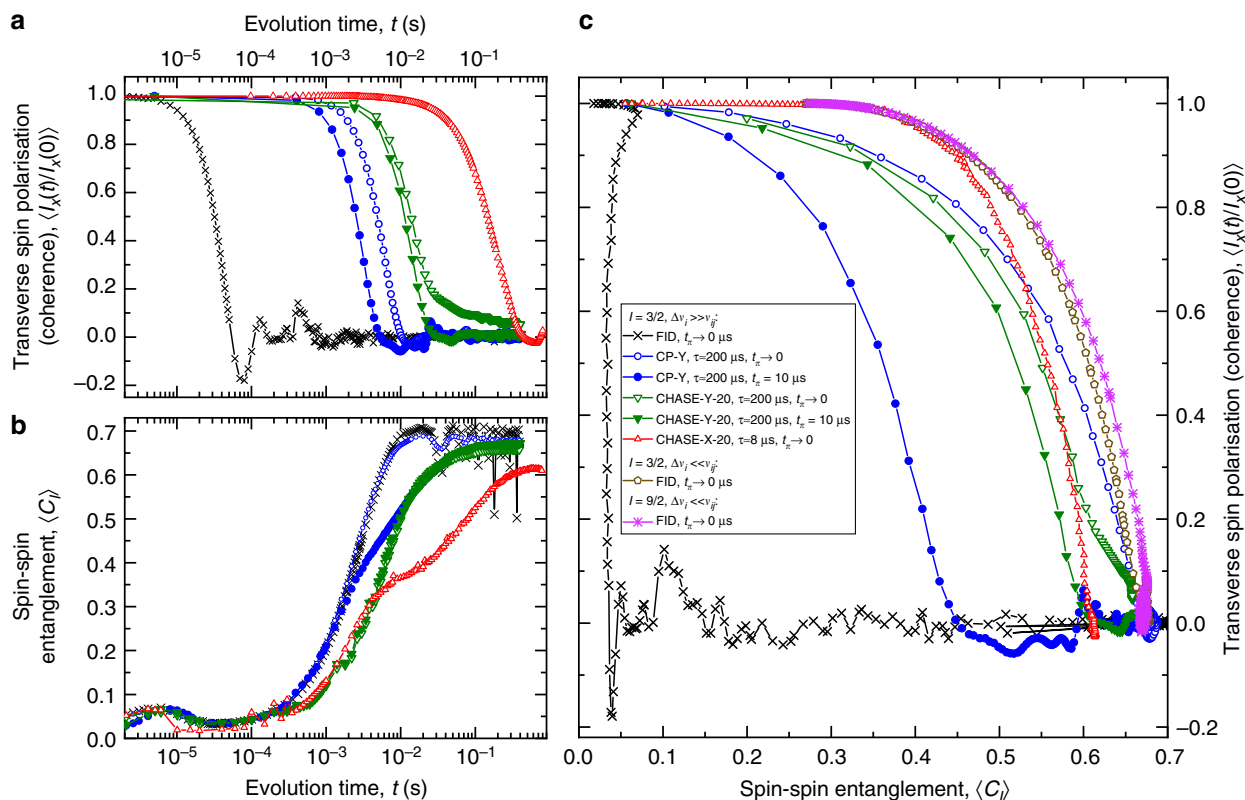 a
Evolution time, t (s)
10⁻⁵ 10⁻⁴ 10⁻³ 10⁻² 10⁻¹
Transverse spin polarisation
(coherence), ⟨Iₓ(t)/Iₓ(0)⟩
1.0
0.8
0.6
0.4
0.2
0.0
−0.2
b
Spin-spin
entanglement, ⟨C_I⟩
0.7
0.6
0.5
0.4
0.3
0.2
0.1
0.0
10⁻⁵ 10⁻⁴ 10⁻³ 10⁻² 10⁻¹
Evolution time, t (s)
c
I = 3/2, Δν_i >>ν_ij:
FID, t_π→ 0 μs
CP-Y, τ=200 μs, t_π→ 0
CP-Y, τ=200 μs, t_π = 10 μs
CHASE-Y-20, τ=200 μs, t_π→ 0
CHASE-Y-20, τ=200 μs, t_π = 10 μs
CHASE-X-20, τ=8 μs, t_π→ 0
I = 3/2, Δν_i <<ν_ij:
FID, t_π→ 0 μs
I = 9/2, Δν_i <<ν_ij:
FID, t_π→ 0 μs
1.0
0.8
0.6
0.4
0.2
0.0
−0.2
Transverse spin polarisation (coherence), ⟨Iₓ(t)/Iₓ(0)⟩
0.0 0.1 0.2 0.3 0.4 0.5 0.6 0.7
Spin-spin entanglement, ⟨C_I⟩